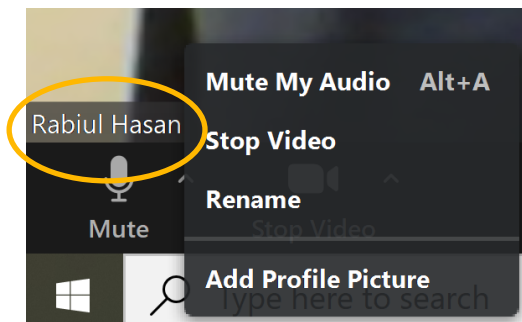 Mute My Audio Alt+A
Rabiul Hasan
Stop Video
Rename
Mute
Stop Video
Add Profile Picture
Type here to search